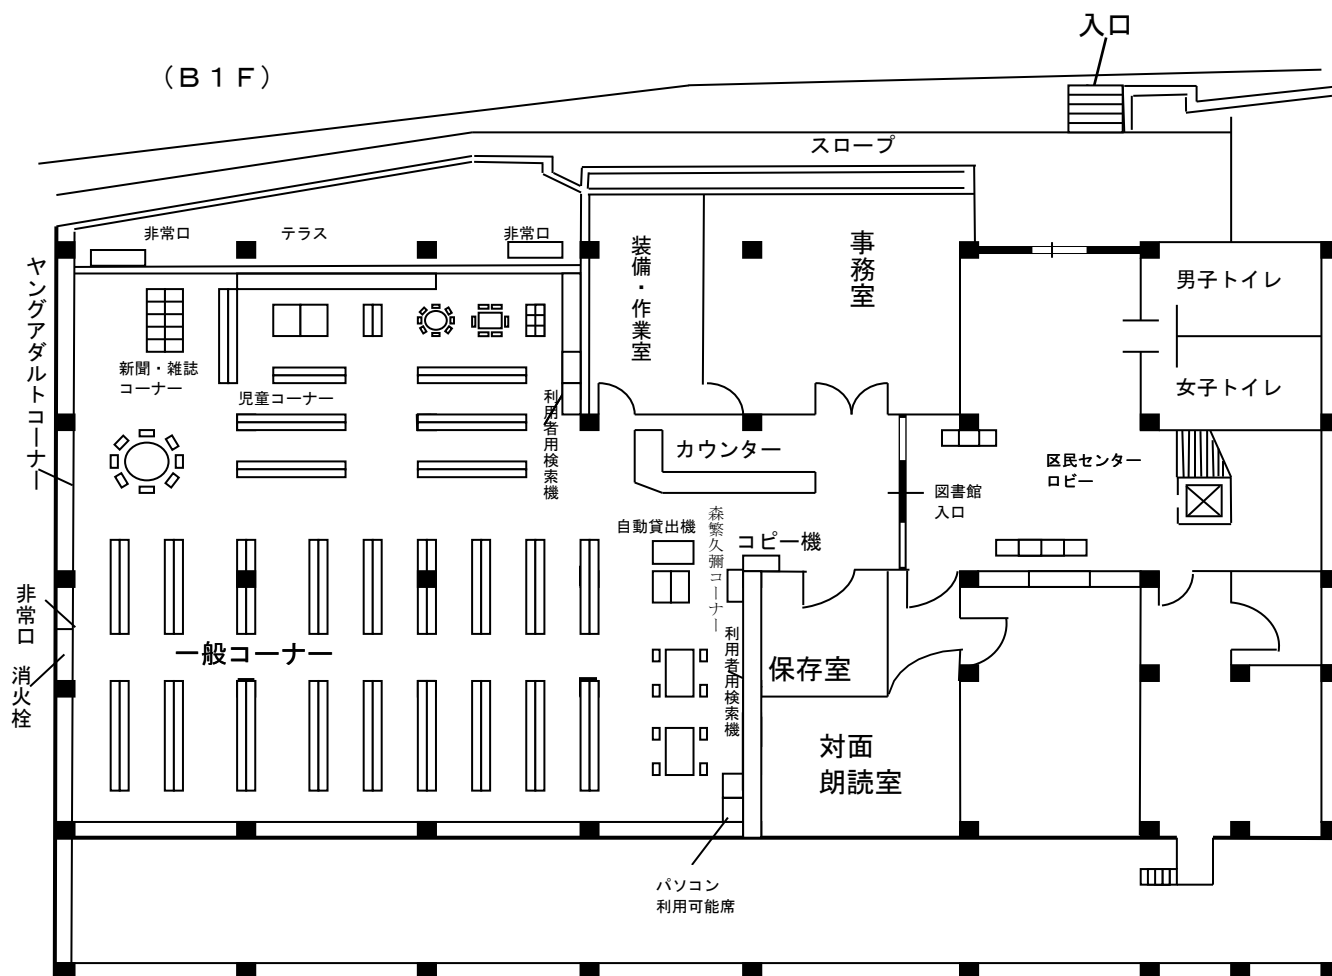 入口
（Ｂ１Ｆ）
スロープ
非常口
テラス
非常口
装備・作業室
事務室
男子トイレ
女子トイレ
ヤングアダルトコーナー
新聞・雑誌
コーナー
児童コーナー
利用者用検索機
カウンター
区民センター
ロビー
図書館
入口
自動貸出機
森繁久彌コーナー
コピー機
非常口
消火栓
一般コーナー
利用者用検索機
保存室
対面
朗読室
パソコン
利用可能席